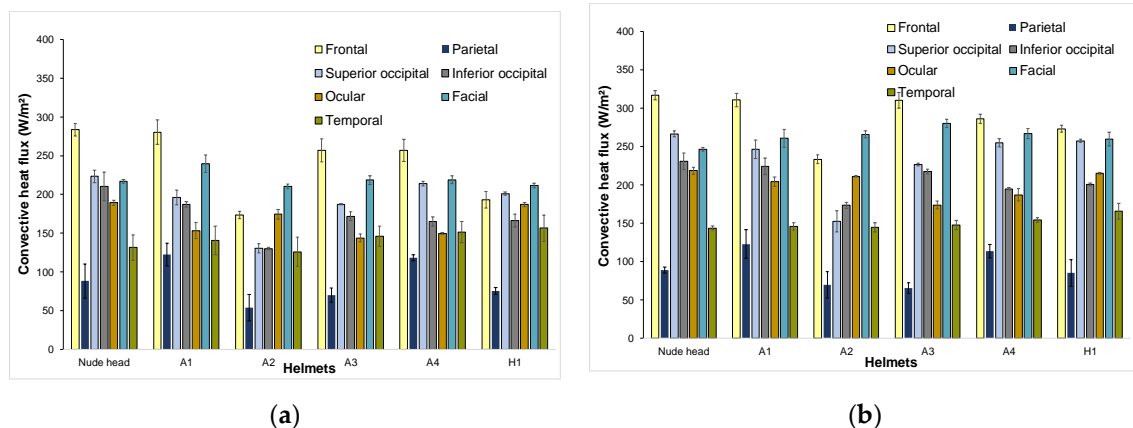 400
350
300
250
200
150
100
50
0
Convective heat flux (W/m²)
Frontal
Parietal
Superior occipital
Inferior occipital
Ocular
Facial
Temporal
Nude head
A1
A2
A3
A4
H1
Helmets
(a)
400
350
300
250
200
150
100
50
0
Convective heat flux (W/m²)
Frontal
Parietal
Superior occipital
Inferior occipital
Ocular
Facial
Temporal
Nude head
A1
A2
A3
A4
H1
Helmets
(b)